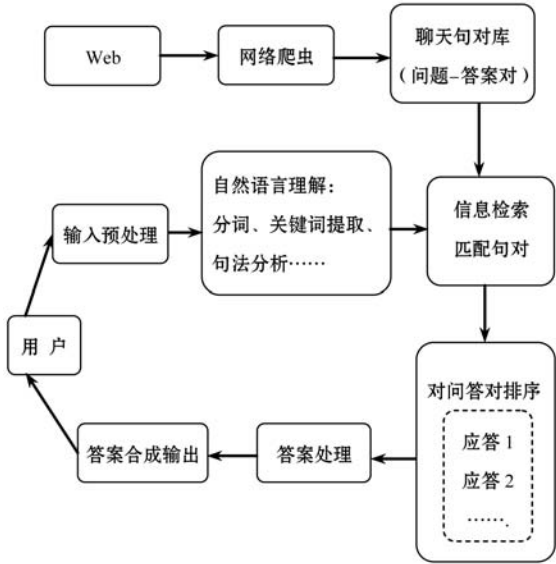 Web
网络爬虫
聊天句对库
（问题–答案对）
自然语言理解：
分词、关键词提取、
句法分析……
输入预处理
信息检索
匹配句对
用 户
对问答对排序
应答 1
应答 2
…….
答案处理
答案合成输出